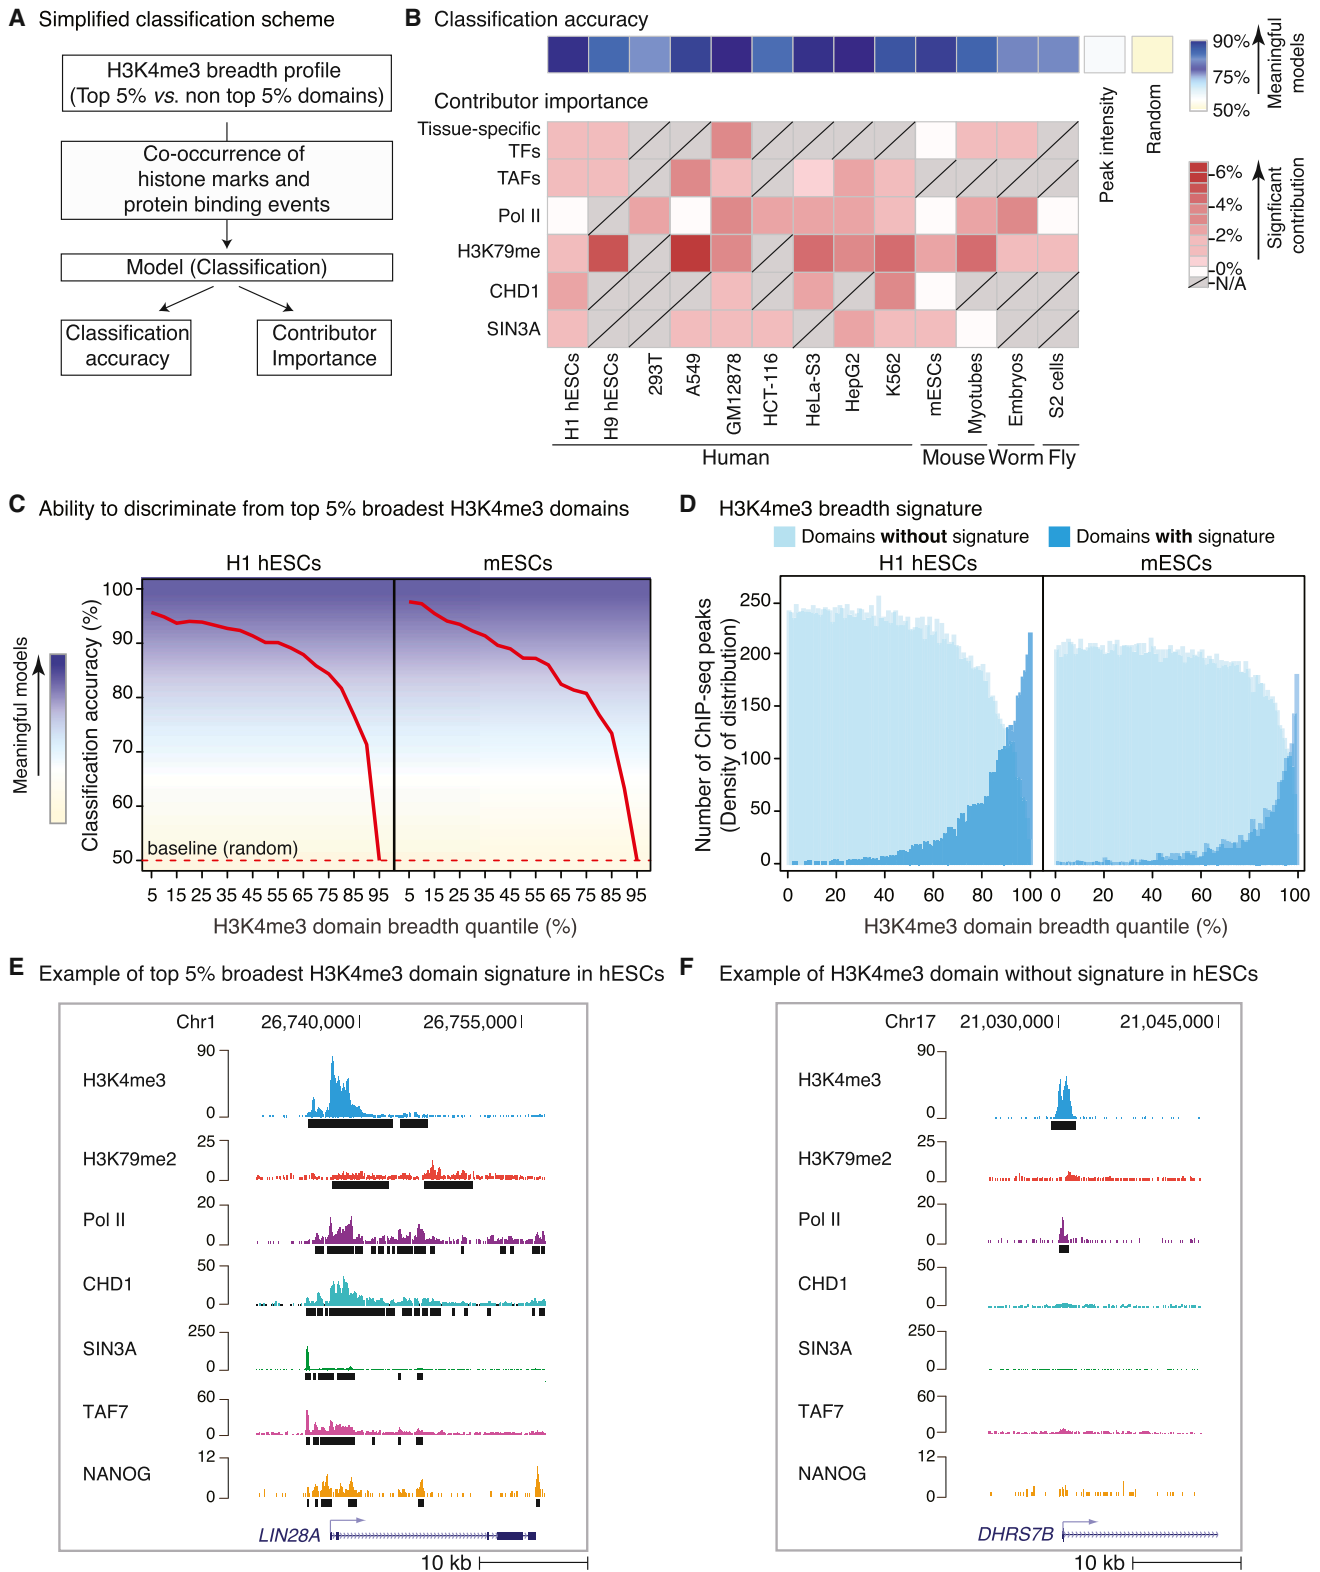 A Simplified classification scheme
H3K4me3 breadth profile
(Top 5% vs. non top 5% domains)
Co-occurrence of
histone marks and
protein binding events
Model (Classification)
Classification
accuracy
Contributor
Importance
B Classification accuracy
Contributor importance
Tissue-specific
TFs
TAFs
Pol II
H3K79me
CHD1
SIN3A
H1 hESCs
H9 hESCs
293T
A549
GM12878
HCT-116
HeLa-S3
HepG2
K562
mESCs
Myotubes
Embryos
S2 cells
Human
Mouse
Worm
Fly
Peak intensity
Random
90%
75%
50%
Meaningful
models
6%
4%
2%
0%
N/A
Signficant
contribution
C Ability to discriminate from top 5% broadest H3K4me3 domains
H1 hESCs
mESCs
Meaningful models
Classification accuracy (%)
100
90
80
70
60
50
baseline (random)
5 15 25 35 45 55 65 75 85 95
5 15 25 35 45 55 65 75 85 95
H3K4me3 domain breadth quantile (%)
D H3K4me3 breadth signature
Domains without signature
Domains with signature
H1 hESCs
mESCs
Number of ChIP-seq peaks
(Density of distribution)
250
200
150
100
50
0
0 20 40 60 80 100
0 20 40 60 80 100
H3K4me3 domain breadth quantile (%)
E Example of top 5% broadest H3K4me3 domain signature in hESCs
Chr1 26,740,000 26,755,000
H3K4me3
90
0
H3K79me2
25
0
Pol II
20
0
CHD1
50
0
SIN3A
250
0
TAF7
60
0
NANOG
12
0
LIN28A
10 kb
F Example of H3K4me3 domain without signature in hESCs
Chr17 21,030,000 21,045,000
H3K4me3
90
0
H3K79me2
25
0
Pol II
20
0
CHD1
50
0
SIN3A
250
0
TAF7
60
0
NANOG
12
0
DHRS7B
10 kb